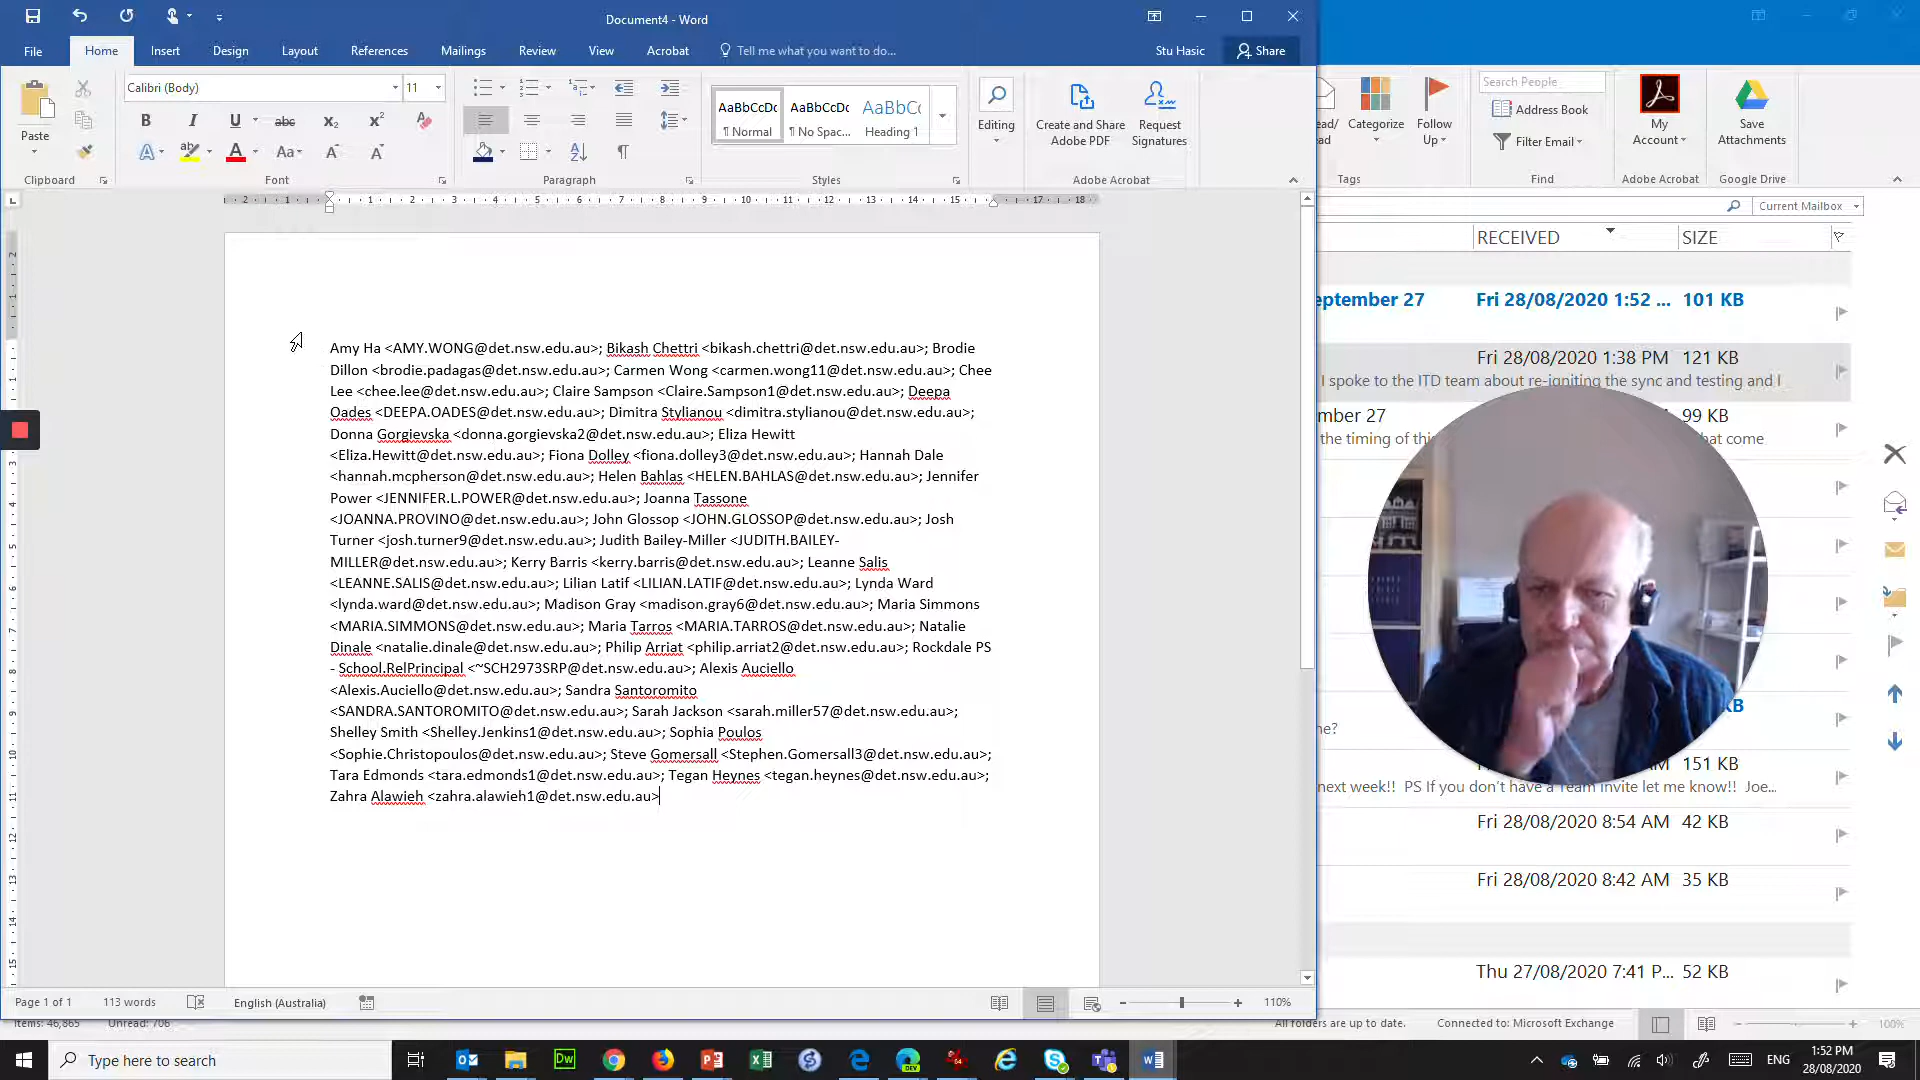 Document4 - Word
File
Home
Insert
Design
Layout
References
Mailings
Review
View
Acrobat
Tell me what you want to do...
Stu Hasic
Share
Paste
Clipboard
Calibri (Body)
11
Font
Paragraph
AaBbCcDc
¶ Normal
AaBbCcDc
¶ No Spac...
AaBbCc
Heading 1
Styles
Editing
Create and Share
Adobe PDF
Request
Signatures
Adobe Acrobat
Categorize
Follow
Up
Tags
Search People
Address Book
Filter Email
Find
My
Account
Adobe Acrobat
Save
Attachments
Google Drive
Current Mailbox
RECEIVED
SIZE
Amy Ha <AMY.WONG@det.nsw.edu.au>; Bikash Chettri <bikash.chettri@det.nsw.edu.au>; Brodie
Dillon <brodie.padagas@det.nsw.edu.au>; Carmen Wong <carmen.wong11@det.nsw.edu.au>; Chee
Lee <chee.lee@det.nsw.edu.au>; Claire Sampson <Claire.Sampson1@det.nsw.edu.au>; Deepa
Oades <DEEPA.OADES@det.nsw.edu.au>; Dimitra Stylianou <dimitra.stylianou@det.nsw.edu.au>;
Donna Gorgievska <donna.gorgievska2@det.nsw.edu.au>; Eliza Hewitt
<Eliza.Hewitt@det.nsw.edu.au>; Fiona Dolley <fiona.dolley3@det.nsw.edu.au>; Hannah Dale
<hannah.mcpherson@det.nsw.edu.au>; Helen Bahlas <HELEN.BAHLAS@det.nsw.edu.au>; Jennifer
Power <JENNIFER.L.POWER@det.nsw.edu.au>; Joanna Tassone
<JOANNA.PROVINO@det.nsw.edu.au>; John Glossop <JOHN.GLOSSOP@det.nsw.edu.au>; Josh
Turner <josh.turner9@det.nsw.edu.au>; Judith Bailey-Miller <JUDITH.BAILEY-
MILLER@det.nsw.edu.au>; Kerry Barris <kerry.barris@det.nsw.edu.au>; Leanne Salis
<LEANNE.SALIS@det.nsw.edu.au>; Lilian Latif <LILIAN.LATIF@det.nsw.edu.au>; Lynda Ward
<lynda.ward@det.nsw.edu.au>; Madison Gray <madison.gray6@det.nsw.edu.au>; Maria Simmons
<MARIA.SIMMONS@det.nsw.edu.au>; Maria Tarros <MARIA.TARROS@det.nsw.edu.au>; Natalie
Dinale <natalie.dinale@det.nsw.edu.au>; Philip Arriat <philip.arriat2@det.nsw.edu.au>; Rockdale PS
- School.RelPrincipal <~SCH2973SRP@det.nsw.edu.au>; Alexis Auciello
<Alexis.Auciello@det.nsw.edu.au>; Sandra Santoromito
<SANDRA.SANTOROMITO@det.nsw.edu.au>; Sarah Jackson <sarah.miller57@det.nsw.edu.au>;
Shelley Smith <Shelley.Jenkins1@det.nsw.edu.au>; Sophia Poulos
<Sophie.Christopoulos@det.nsw.edu.au>; Steve Gomersall <Stephen.Gomersall3@det.nsw.edu.au>;
Tara Edmonds <tara.edmonds1@det.nsw.edu.au>; Tegan Heynes <tegan.heynes@det.nsw.edu.au>;
Zahra Alawieh <zahra.alawieh1@det.nsw.edu.au>
eptember 27 Fri 28/08/2020 1:52 ... 101 KB
Fri 28/08/2020 1:38 PM 121 KB
I spoke to the ITD team about re-igniting the sync and testing and I
mber 27 99 KB
the timing of thi hat come
KB
ne?
151 KB
next week!! PS If you don't have a Team invite let me know!! Joe...
Fri 28/08/2020 8:54 AM 42 KB
Fri 28/08/2020 8:42 AM 35 KB
Thu 27/08/2020 7:41 P... 52 KB
Page 1 of 1
113 words
English (Australia)
110%
Items: 46,865
Unread: 706
All folders are up to date.
Connected to: Microsoft Exchange
100%
Type here to search
ENG
1:52 PM
28/08/2020